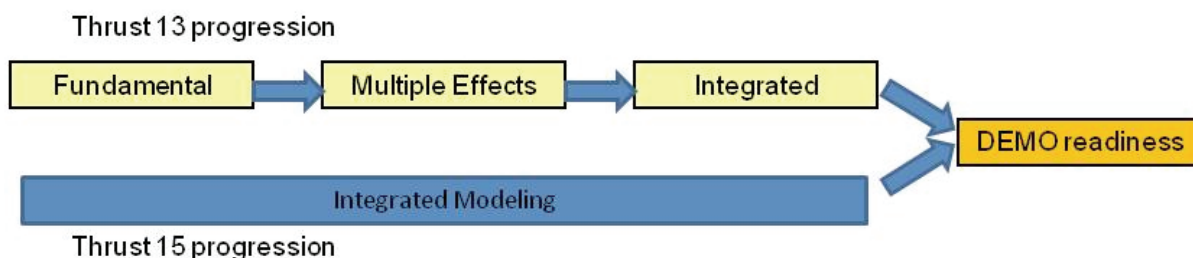 Thrust 13 progression
Fundamental
Multiple Effects
Integrated
DEMO readiness
Integrated Modeling
Thrust 15 progression